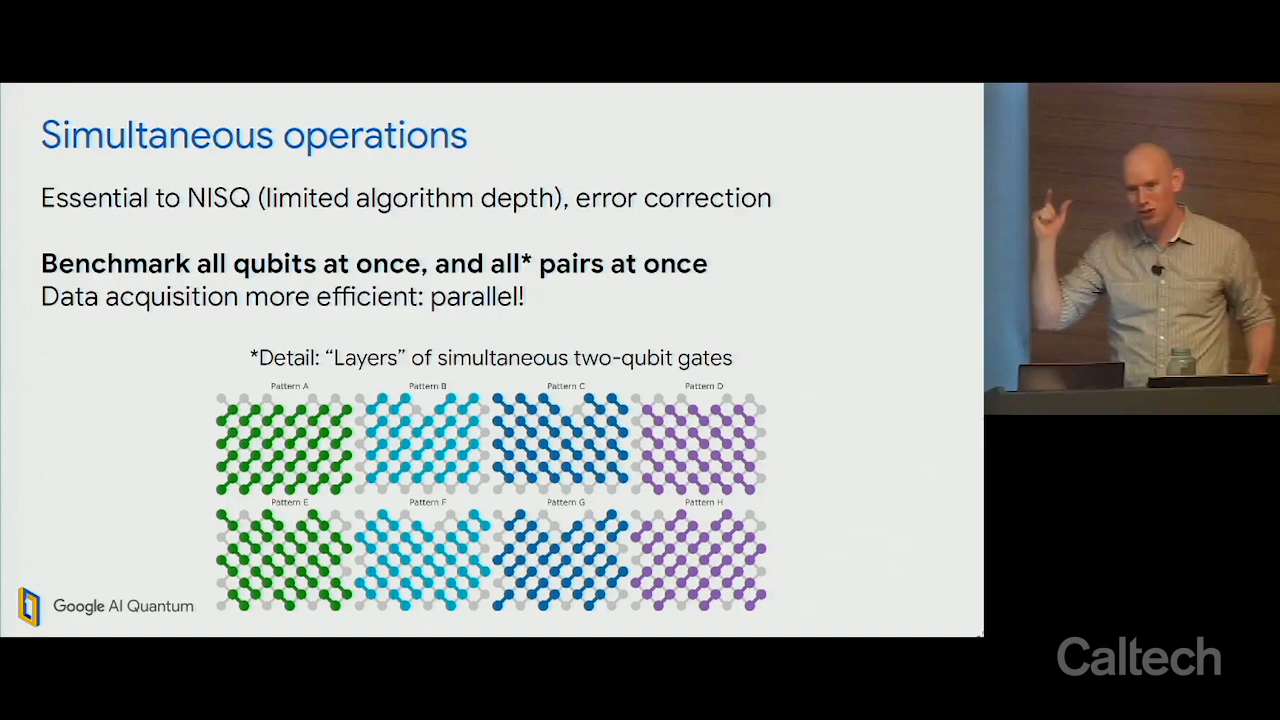 Simultaneous operations
Essential to NISQ (limited algorithm depth), error correction
Benchmark all qubits at once, and all* pairs at once
Data acquisition more efficient: parallel!
*Detail: “Layers” of simultaneous two-qubit gates
Pattern A Pattern B Pattern C Pattern D
Pattern E Pattern F Pattern G Pattern H
Google AI Quantum
Caltech